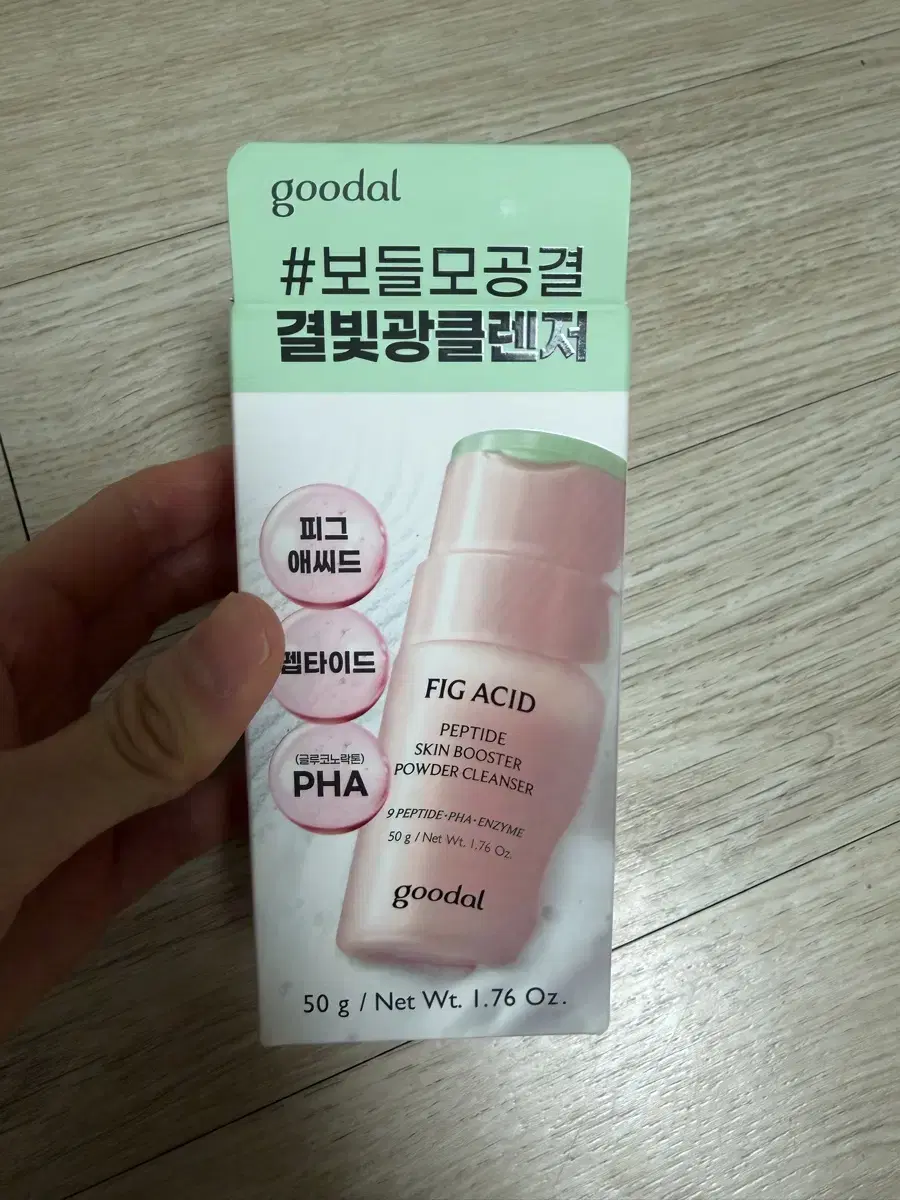 goodal
#보들모공결
결빛광클렌저
피그
애씨드
펩타이드
(글루코노락톤)
PHA
FIG ACID
PEPTIDE
SKIN BOOSTER
POWDER CLEANSER
9 PEPTIDE·PHA·ENZYME
50 g / Net Wt. 1.76 Oz.
goodal
50 g / Net Wt. 1.76 Oz.